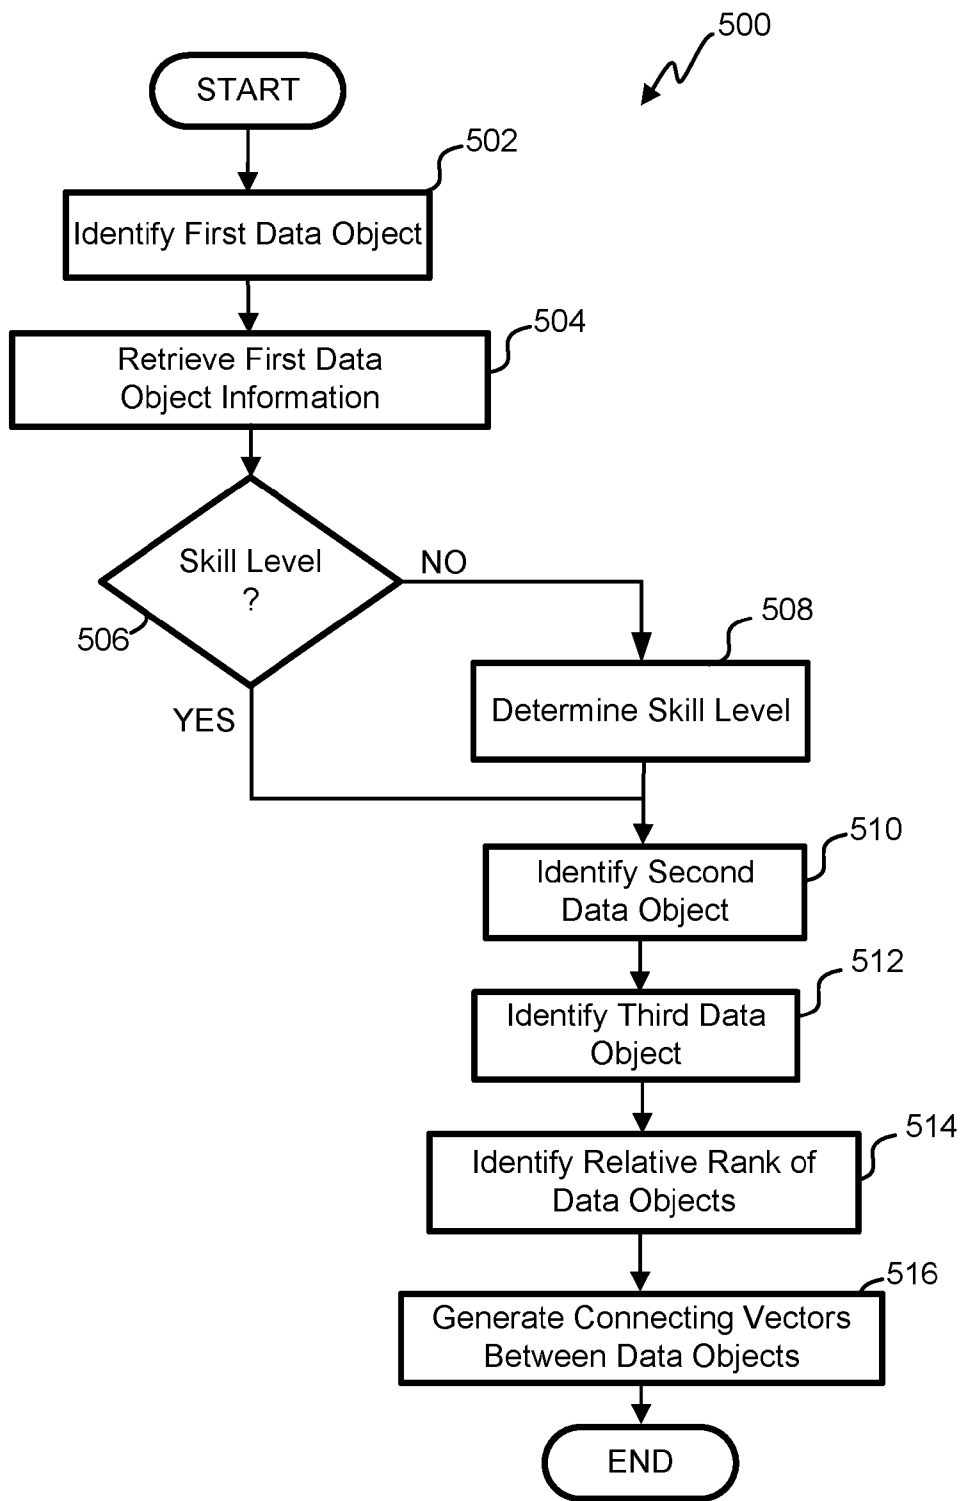 500
START
502
Identify First Data Object
504
Retrieve First Data
Object Information
Skill Level
?
NO
506
508
Determine Skill Level
YES
510
Identify Second
Data Object
512
Identify Third Data
Object
514
Identify Relative Rank of
Data Objects
516
Generate Connecting Vectors
Between Data Objects
END